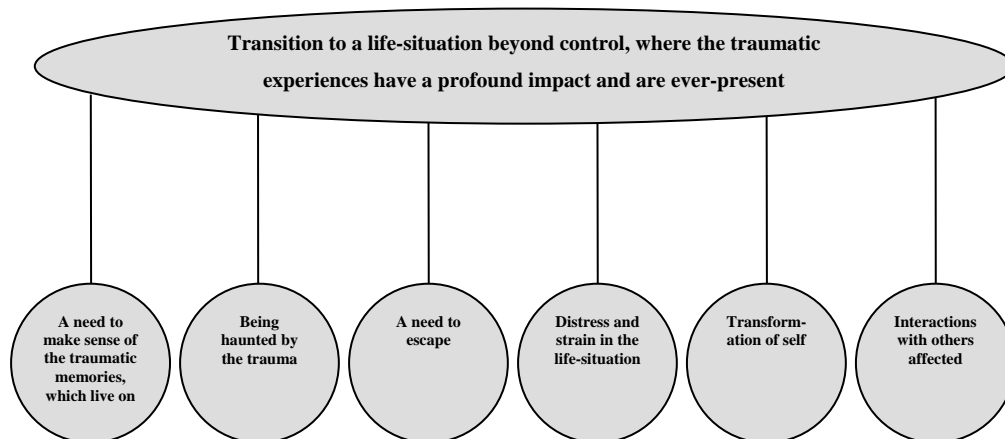 Transition to a life-situation beyond control, where the traumatic
experiences have a profound impact and are ever-present
A need to
make sense of
the traumatic
memories,
which live on
Being
haunted by
the trauma
A need to
escape
Distress and
strain in the
life-situation
Transform-
ation of self
Interactions
with others
affected